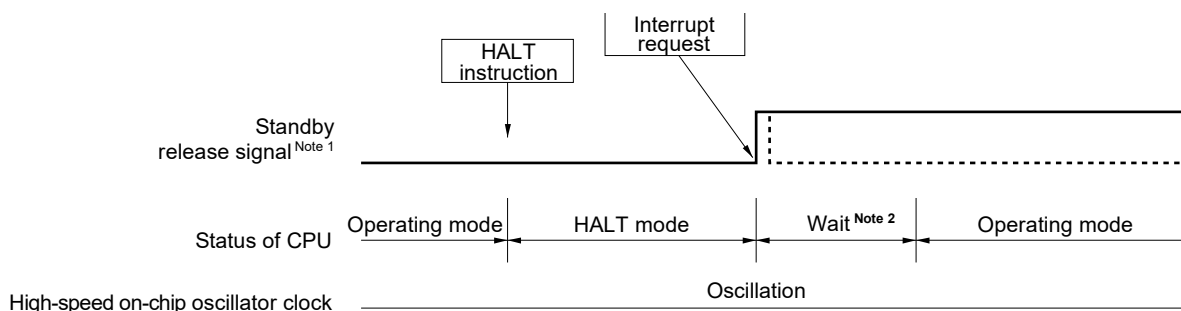 Interrupt
request
HALT
instruction
Standby
release signal Note 1
Operating mode
HALT mode
Wait Note 2
Operating mode
Status of CPU
Oscillation
High-speed on-chip oscillator clock